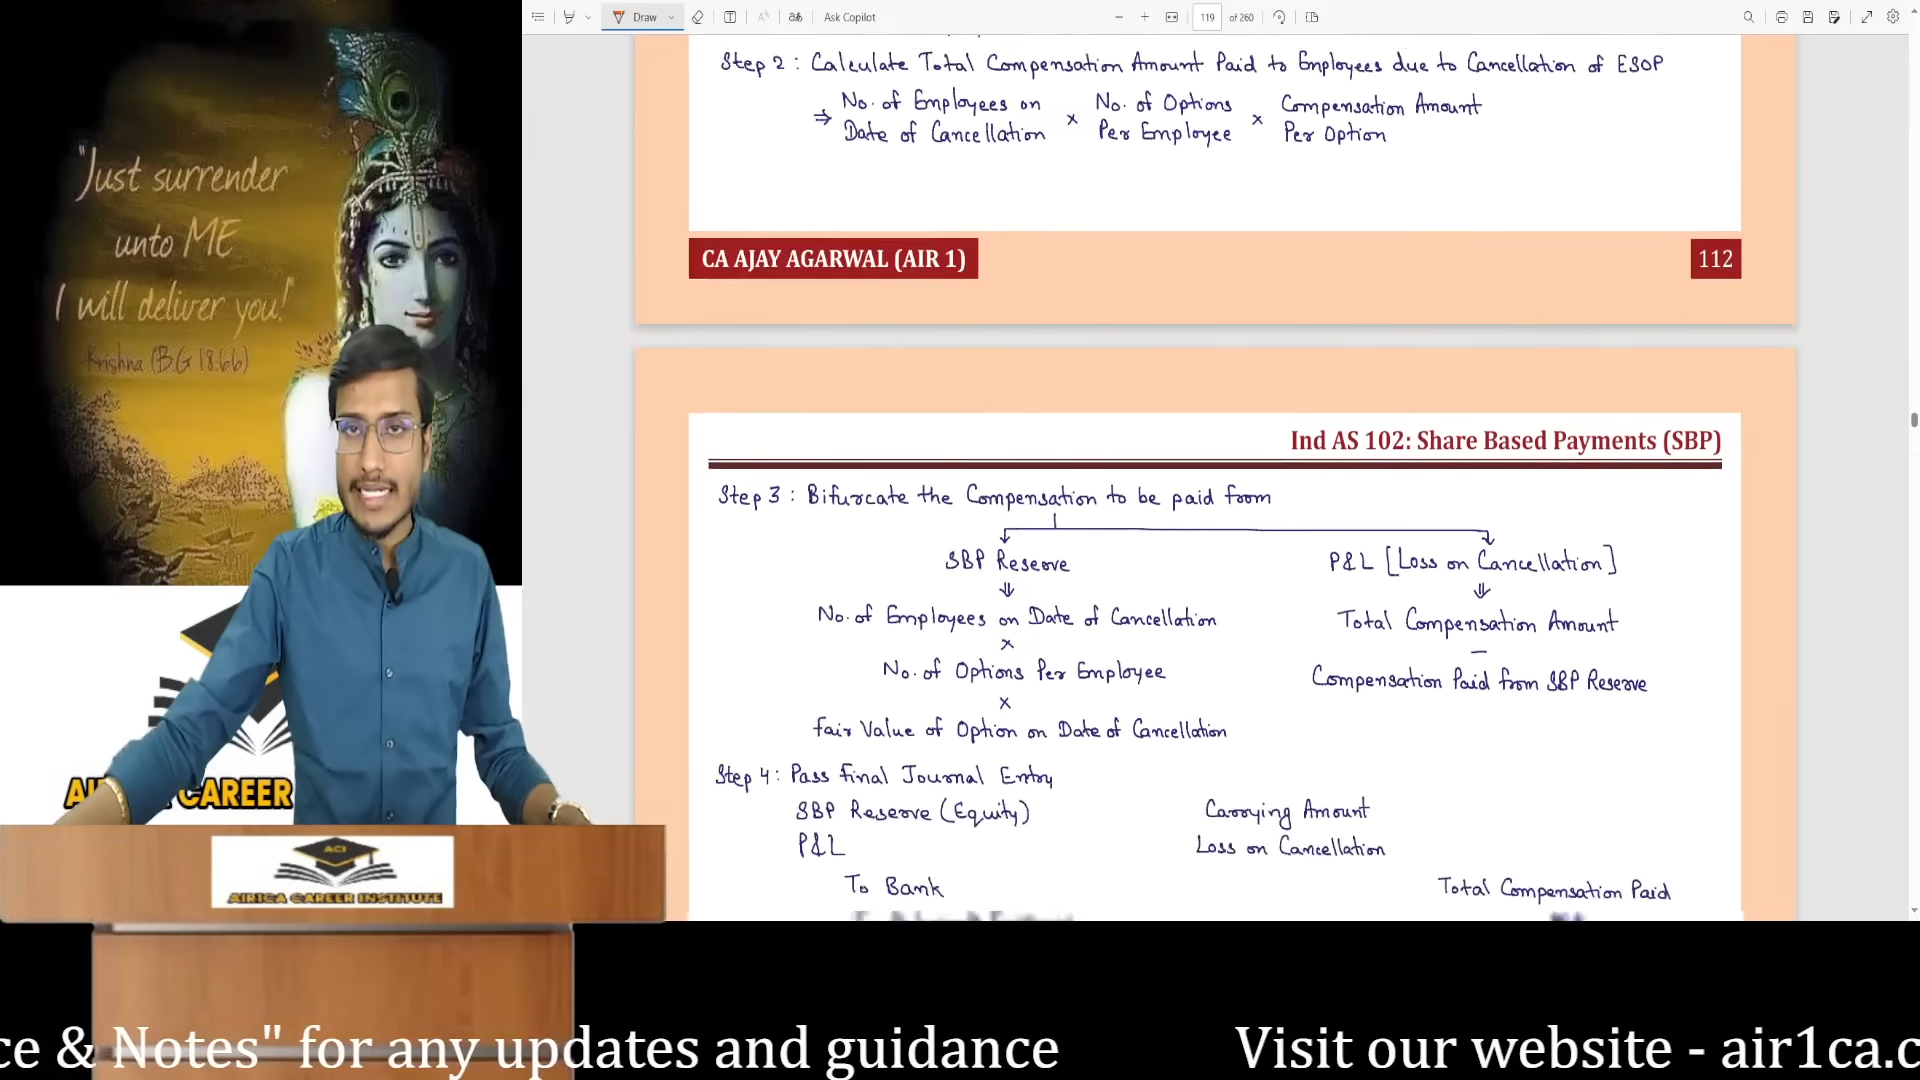 "Just surrender
unto ME
I will deliver you!"
Krishna (B.G 18:66)
CAREER
ACI
AIR1CA CAREER INSTITUTE
Draw
Ask Copilot
119 of 260
Step 2 : Calculate Total Compensation Amount Paid to Employees due to Cancellation of ESOP
⇒ No. of Employees on Date of Cancellation × No. of Options Per Employee × Compensation Amount Per Option
CA AJAY AGARWAL (AIR 1)
112
Ind AS 102: Share Based Payments (SBP)
Step 3 : Bifurcate the Compensation to be paid from
SBP Reserve
P&L [Loss on Cancellation]
⇓
⇓
No. of Employees on Date of Cancellation
Total Compensation Amount
×
−
No. of Options Per Employee
Compensation Paid from SBP Reserve
×
Fair Value of Option on Date of Cancellation
Step 4 : Pass Final Journal Entry
SBP Reserve (Equity) Carrying Amount
P&L Loss on Cancellation
To Bank Total Compensation Paid
ce & Notes" for any updates and guidance
Visit our website - air1ca.c